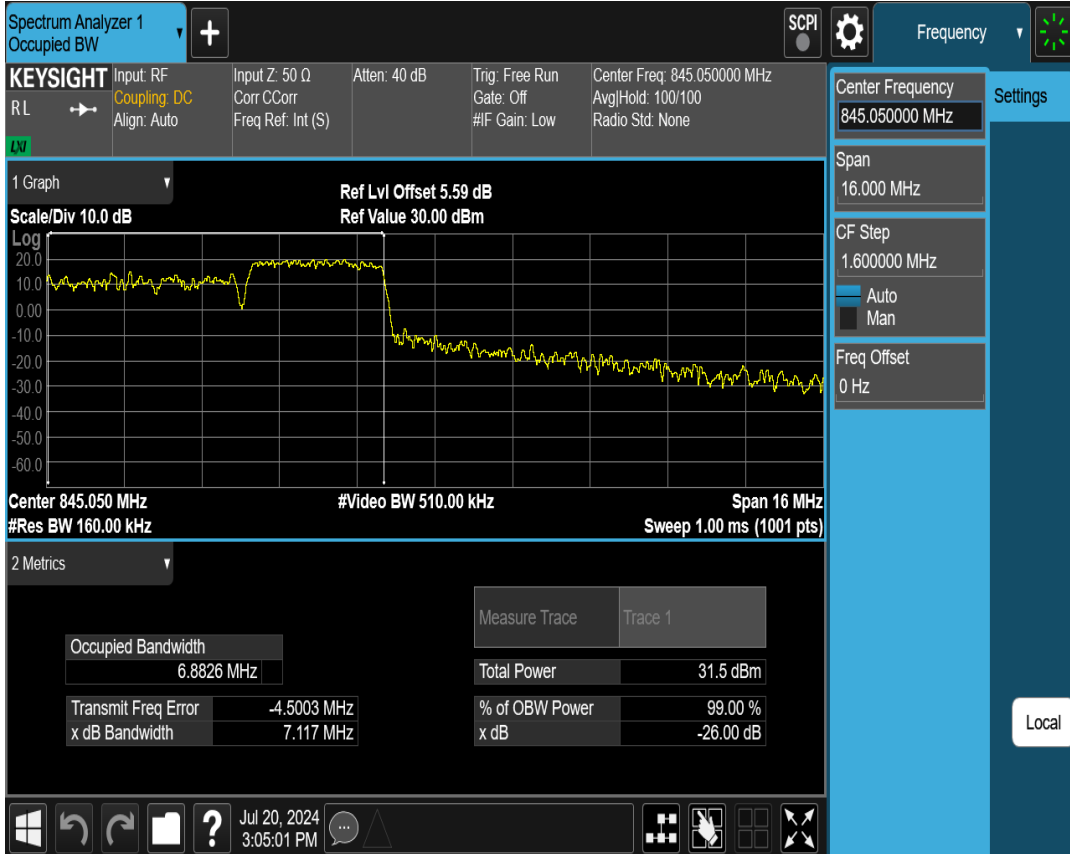 Spectrum Analyzer 1
Occupied BW
+
SCPI
Frequency
KEYSIGHT
RL
LXI
Input: RF
Coupling: DC
Align: Auto
Input Z: 50 Ω
Corr CCorr
Freq Ref: Int (S)
Atten: 40 dB
Trig: Free Run
Gate: Off
#IF Gain: Low
Center Freq: 845.050000 MHz
Avg|Hold: 100/100
Radio Std: None
1 Graph
Scale/Div 10.0 dB
Ref Lvl Offset 5.59 dB
Ref Value 30.00 dBm
Log
20.0
10.0
0.00
-10.0
-20.0
-30.0
-40.0
-50.0
-60.0
Center 845.050 MHz
#Video BW 510.00 kHz
Span 16 MHz
#Res BW 160.00 kHz
Sweep 1.00 ms (1001 pts)
2 Metrics
Measure Trace Trace 1
Occupied Bandwidth
6.8826 MHz
Total Power 31.5 dBm
Transmit Freq Error -4.5003 MHz
% of OBW Power 99.00 %
x dB Bandwidth 7.117 MHz
x dB -26.00 dB
?
Jul 20, 2024
3:05:01 PM
Center Frequency
845.050000 MHz
Settings
Span
16.000 MHz
CF Step
1.600000 MHz
Auto
Man
Freq Offset
0 Hz
Local